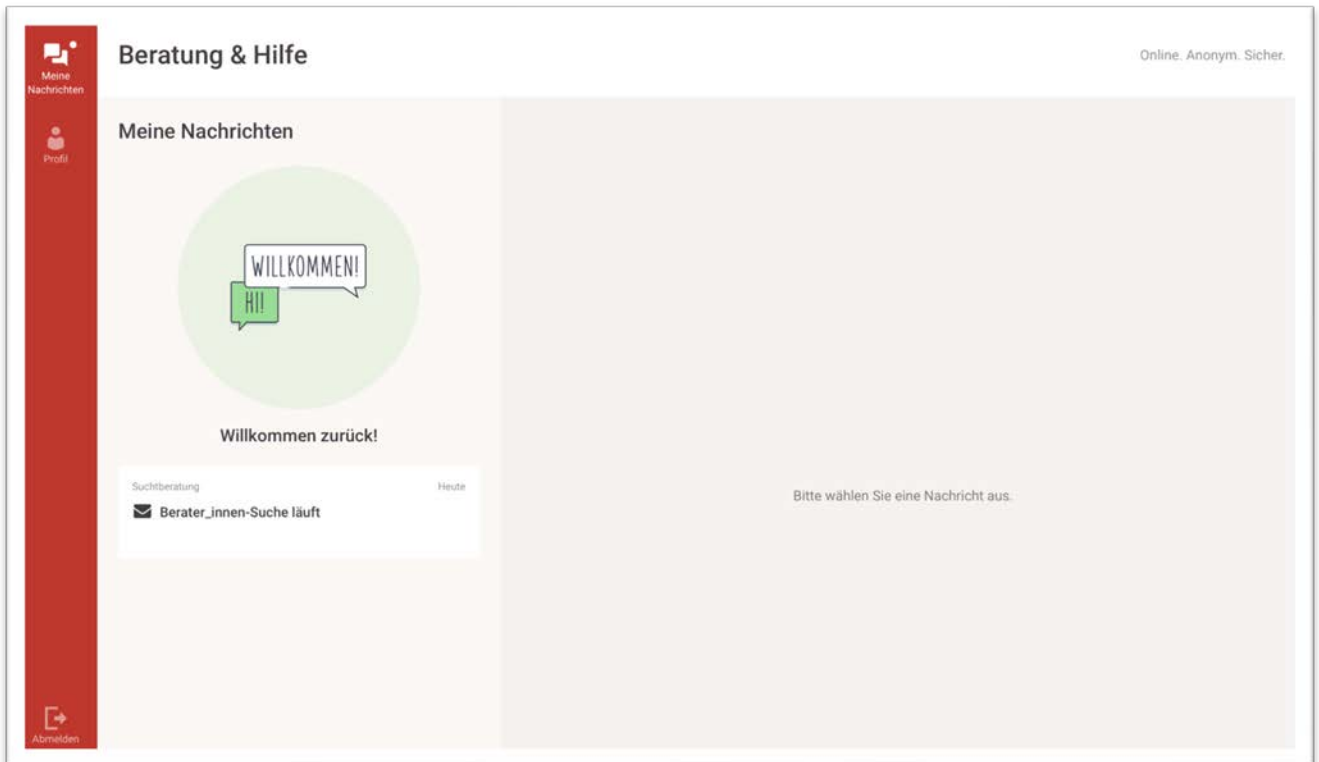 Meine
Nachrichten
Profil
Abmelden
Beratung & Hilfe
Online. Anonym. Sicher.
Meine Nachrichten
WILLKOMMEN!
HI!
Willkommen zurück!
Suchtberatung
Heute
Berater_innen-Suche läuft
Bitte wählen Sie eine Nachricht aus.